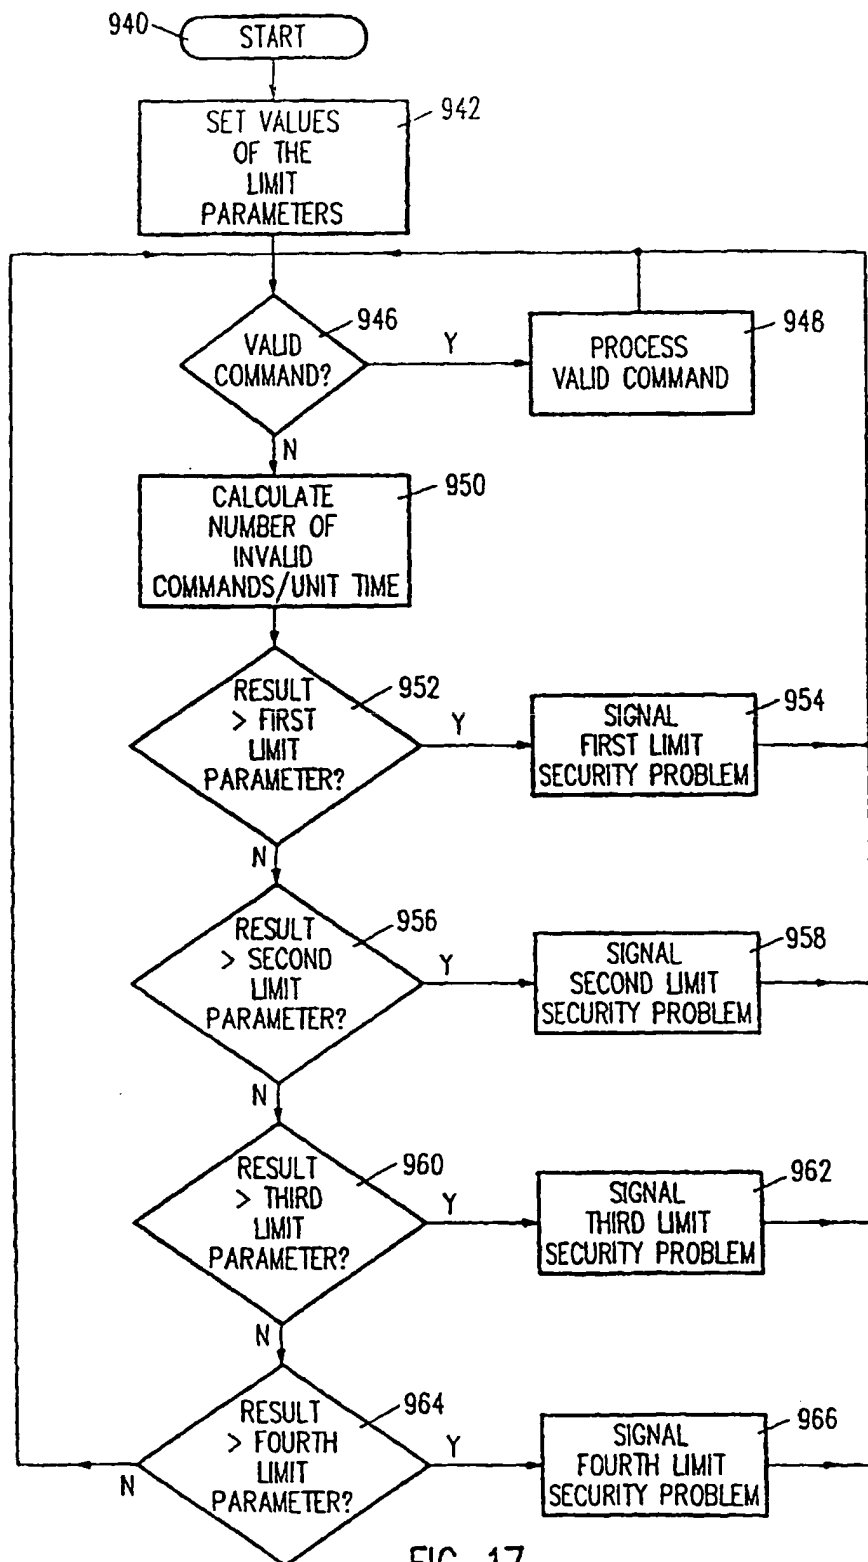 940
START
942
SET VALUES
OF THE
LIMIT
PARAMETERS
946
VALID
COMMAND?
Y
948
PROCESS
VALID COMMAND
N
950
CALCULATE
NUMBER OF
INVALID
COMMANDS/UNIT TIME
952
RESULT
> FIRST
LIMIT
PARAMETER?
Y
954
SIGNAL
FIRST LIMIT
SECURITY PROBLEM
N
956
RESULT
> SECOND
LIMIT
PARAMETER?
Y
958
SIGNAL
SECOND LIMIT
SECURITY PROBLEM
N
960
RESULT
> THIRD
LIMIT
PARAMETER?
Y
962
SIGNAL
THIRD LIMIT
SECURITY PROBLEM
N
964
RESULT
> FOURTH
LIMIT
PARAMETER?
Y
966
SIGNAL
FOURTH LIMIT
SECURITY PROBLEM
N
FIG. 17